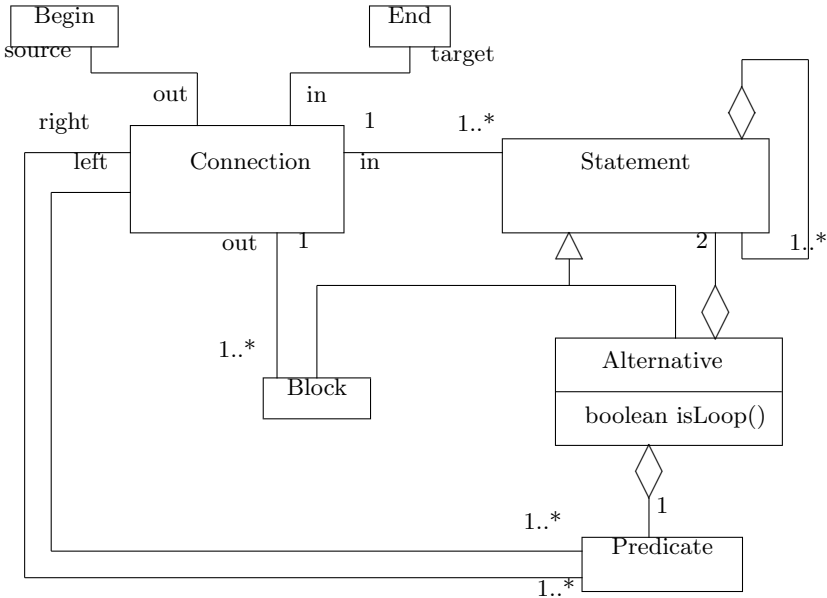 Begin
End
source
target
out
in
right
1
1..*
left
Connection
in
Statement
out
1
2
1..*
1..*
Alternative
Block
boolean isLoop()
1
1..*
Predicate
1..*